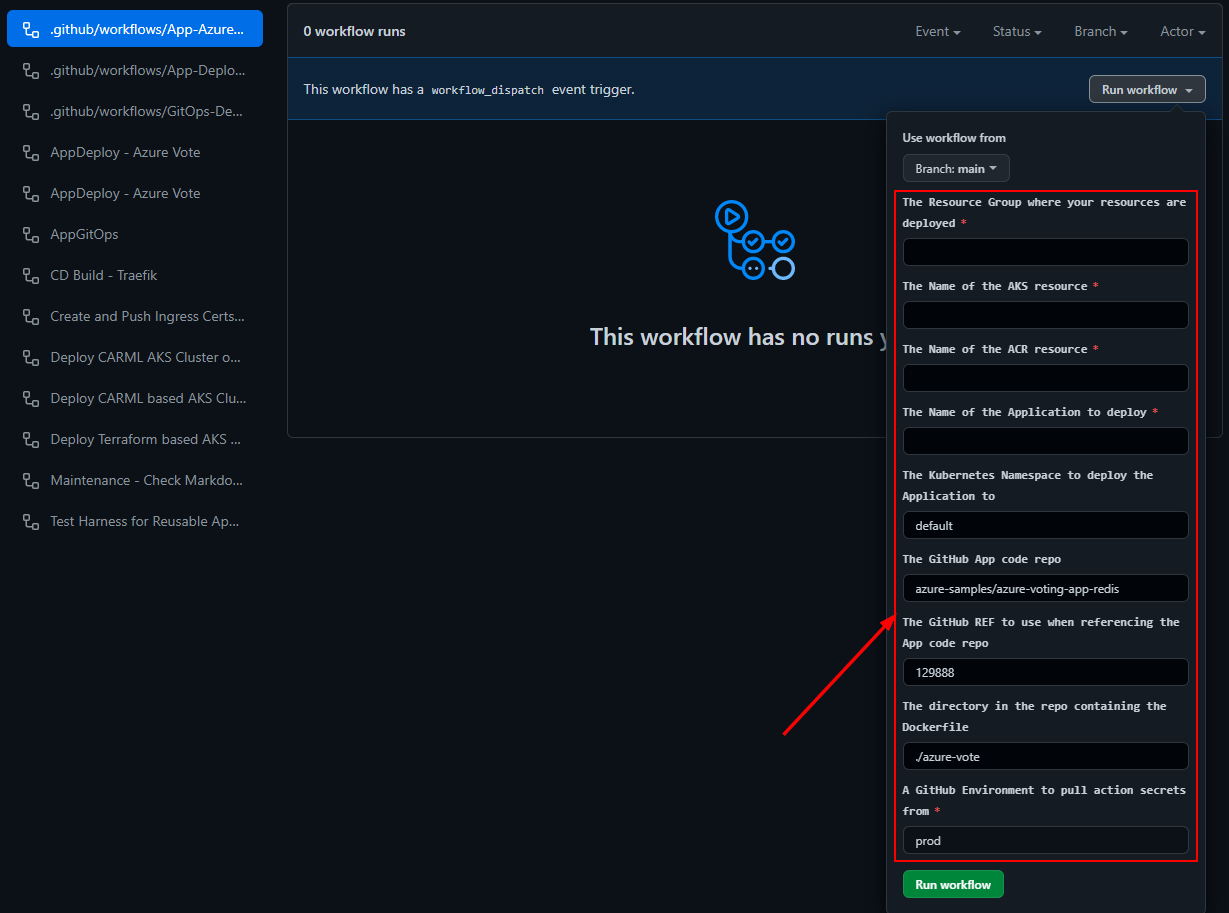 .github/workflows/App-Azure...
.github/workflows/App-Deplo...
.github/workflows/GitOps-De...
AppDeploy - Azure Vote
AppDeploy - Azure Vote
AppGitOps
CD Build - Traefik
Create and Push Ingress Certs...
Deploy CARML AKS Cluster o...
Deploy CARML based AKS Clu...
Deploy Terraform based AKS ...
Maintenance - Check Markdo...
Test Harness for Reusable Ap...
0 workflow runs
Event
Status
Branch
Actor
This workflow has a workflow_dispatch event trigger.
Run workflow
This workflow has no runs y
Use workflow from
Branch: main
The Resource Group where your resources are
deployed *
The Name of the AKS resource *
The Name of the ACR resource *
The Name of the Application to deploy *
The Kubernetes Namespace to deploy the
Application to
default
The GitHub App code repo
azure-samples/azure-voting-app-redis
The GitHub REF to use when referencing the
App code repo
129888
The directory in the repo containing the
Dockerfile
./azure-vote
A GitHub Environment to pull action secrets
from *
prod
Run workflow